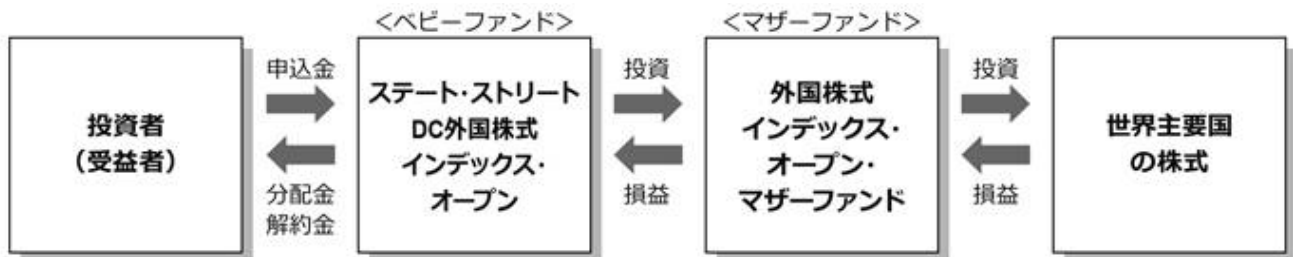 <ベビーファンド>
<マザーファンド>
投資者
（受益者）
申込金
分配金
解約金
ステート・ストリート
DC外国株式
インデックス・
オープン
投資
損益
外国株式
インデックス・
オープン・
マザーファンド
投資
損益
世界主要国
の株式